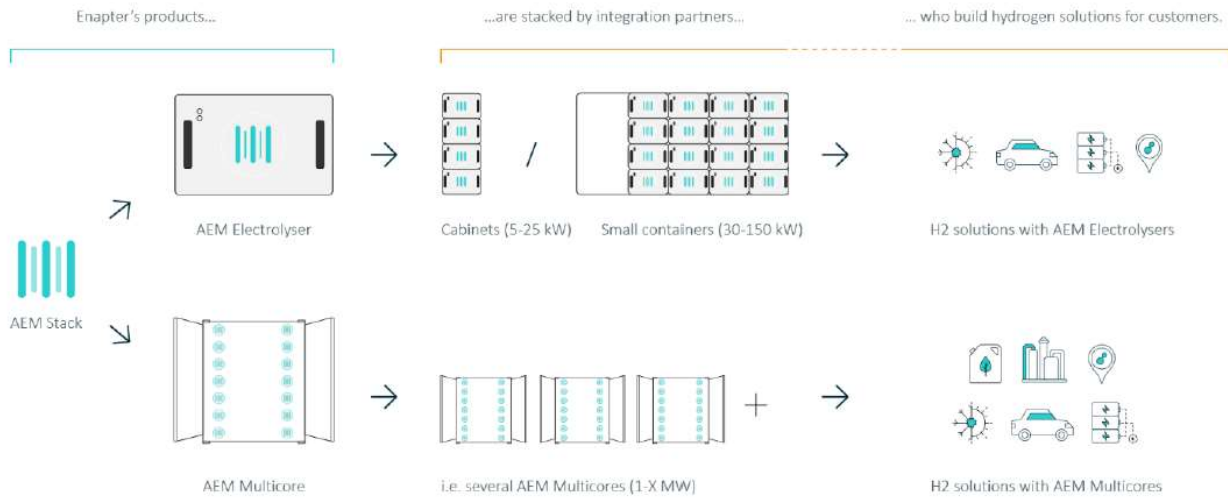 Enapter's products...
...are stacked by integration partners...
... who build hydrogen solutions for customers.
AEM Electrolyser
Cabinets (5-25 kW)
/
Small containers (30-150 kW)
H2 solutions with AEM Electrolysers
AEM Stack
+
AEM Multicore
i.e. several AEM Multicores (1-X MW)
H2 solutions with AEM Multicores